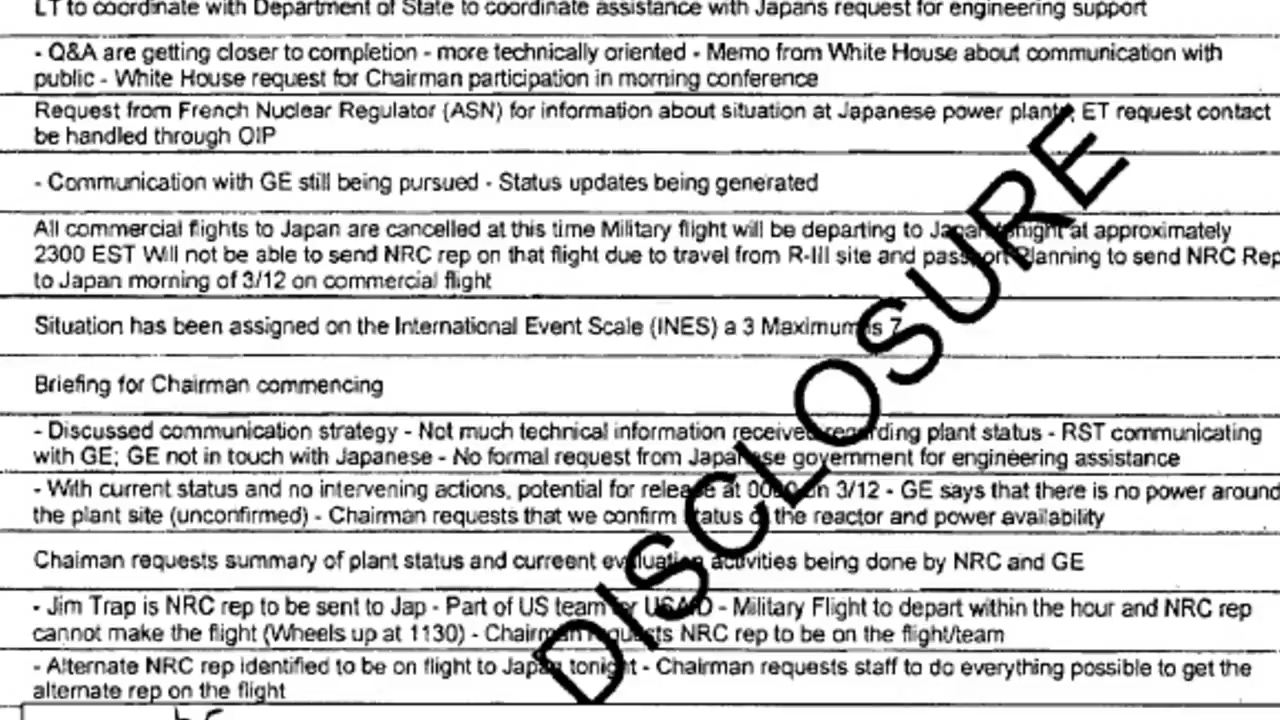 LT to coordinate with Department of State to coordinate assistance with Japans request for engineering support
- Q&A are getting closer to completion - more technically oriented - Memo from White House about communication with
public - White House request for Chairman participation in morning conference
Request from French Nuclear Regulator (ASN) for information about situation at Japanese power plants; ET request contact
be handled through OIP
- Communication with GE still being pursued - Status updates being generated
All commercial flights to Japan are cancelled at this time Military flight will be departing to Japan tonight at approximately
2300 EST Will not be able to send NRC rep on that flight due to travel from R-III site and passport Planning to send NRC Rep
to Japan morning of 3/12 on commercial flight
Situation has been assigned on the International Event Scale (INES) a 3 Maximum is 7
Briefing for Chairman commencing
- Discussed communication strategy - Not much technical information received regarding plant status - RST communicating
with GE; GE not in touch with Japanese - No formal request from Japanese government for engineering assistance
- With current status and no intervening actions, potential for release at on 3/12 - GE says that there is no power around
the plant site (unconfirmed) - Chairman requests that we confirm status of the reactor and power availability
Chaiman requests summary of plant status and curreent evaluation activities being done by NRC and GE
- Jim Trap is NRC rep to be sent to Jap - Part of US team for USAID - Military Flight to depart within the hour and NRC rep
cannot make the flight (Wheels up at 1130) - Chairman requests NRC rep to be on the flight/team
- Alternate NRC rep identified to be on flight to Japan tonight - Chairman requests staff to do everything possible to get the
alternate rep on the flight
DISCLOSURE